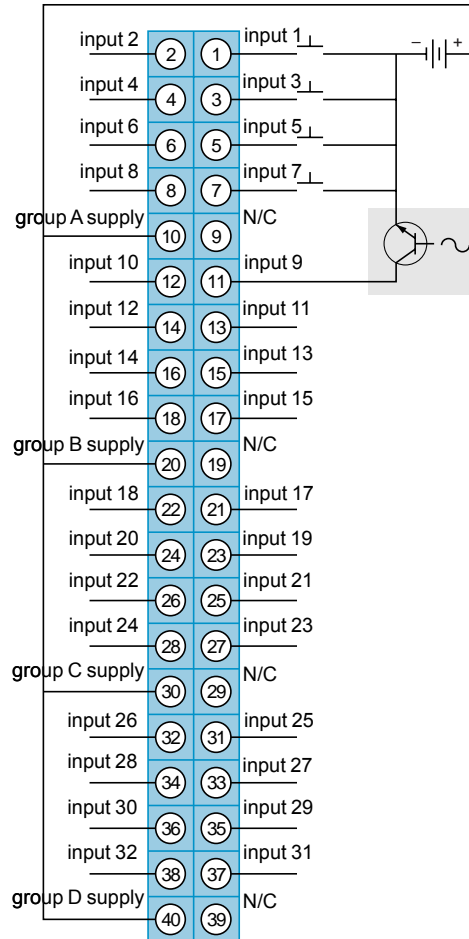 input 2 2 1 input 1 − +
input 4 4 3 input 3
input 6 6 5 input 5
input 8 8 7 input 7
group A supply 10 9 N/C
input 10 12 11 input 9
input 12 14 13 input 11
input 14 16 15 input 13
input 16 18 17 input 15
group B supply 20 19 N/C
input 18 22 21 input 17
input 20 24 23 input 19
input 22 26 25 input 21
input 24 28 27 input 23
group C supply 30 29 N/C
input 26 32 31 input 25
input 28 34 33 input 27
input 30 36 35 input 29
input 32 38 37 input 31
group D supply 40 39 N/C